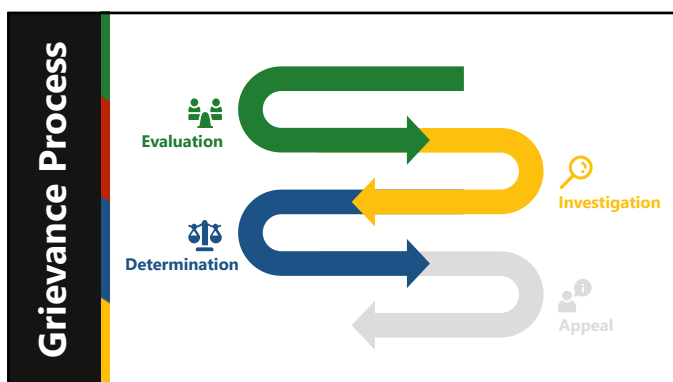 Grievance Process
Evaluation
Investigation
Determination
Appeal